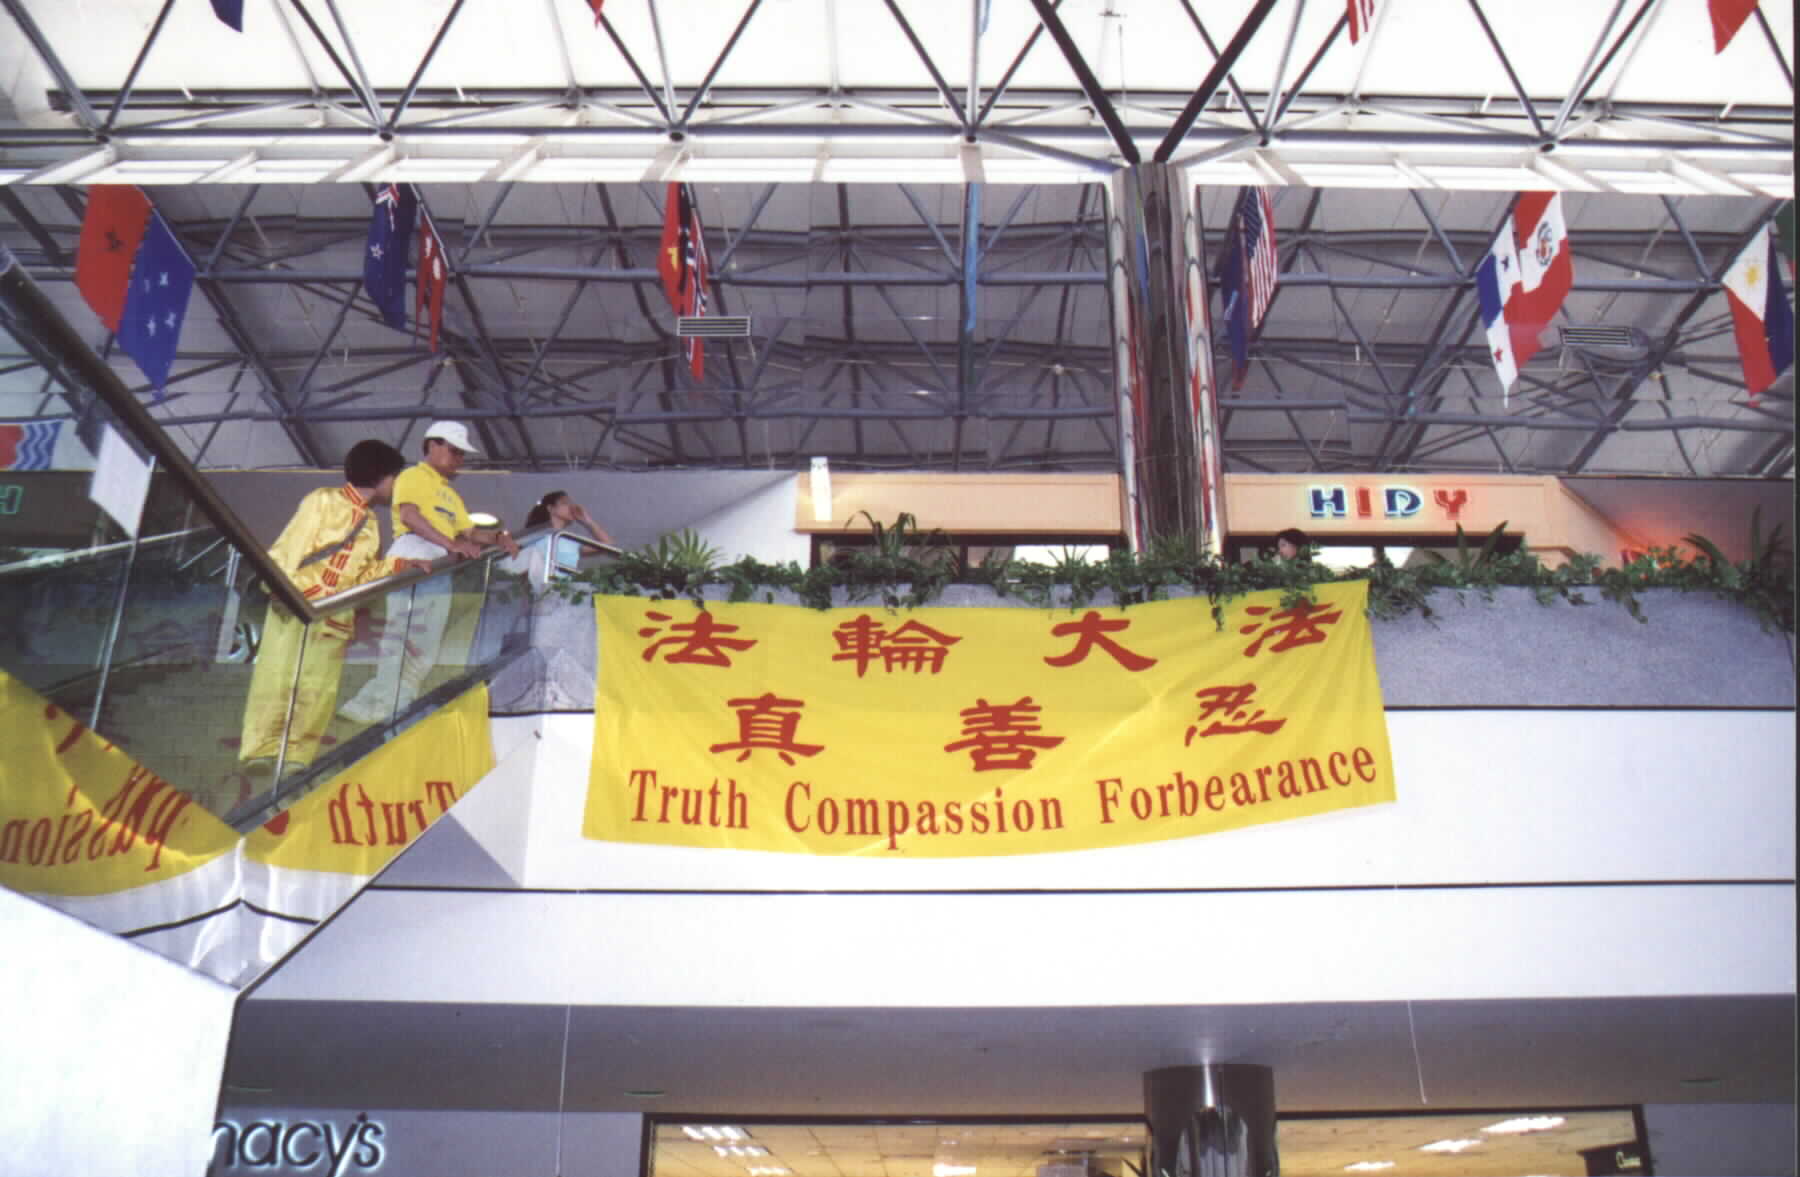 HIDY
法輪大法
真善忍
Truth Compassion Forbearance
macy's